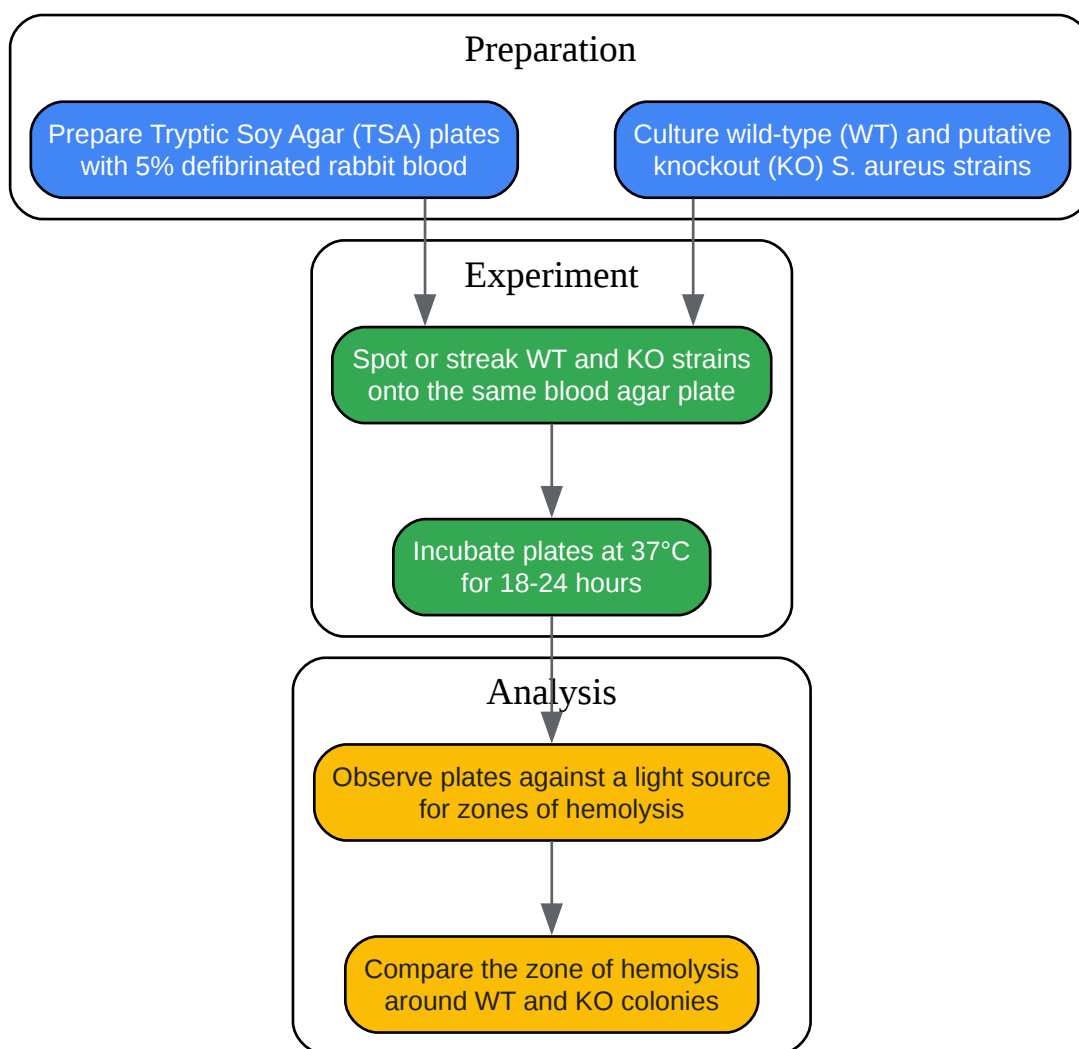 Preparation
Prepare Tryptic Soy Agar (TSA) plates
with 5% defibrinated rabbit blood
Culture wild-type (WT) and putative
knockout (KO) S. aureus strains
Experiment
Spot or streak WT and KO strains
onto the same blood agar plate
Incubate plates at 37°C
for 18-24 hours
Analysis
Observe plates against a light source
for zones of hemolysis
Compare the zone of hemolysis
around WT and KO colonies